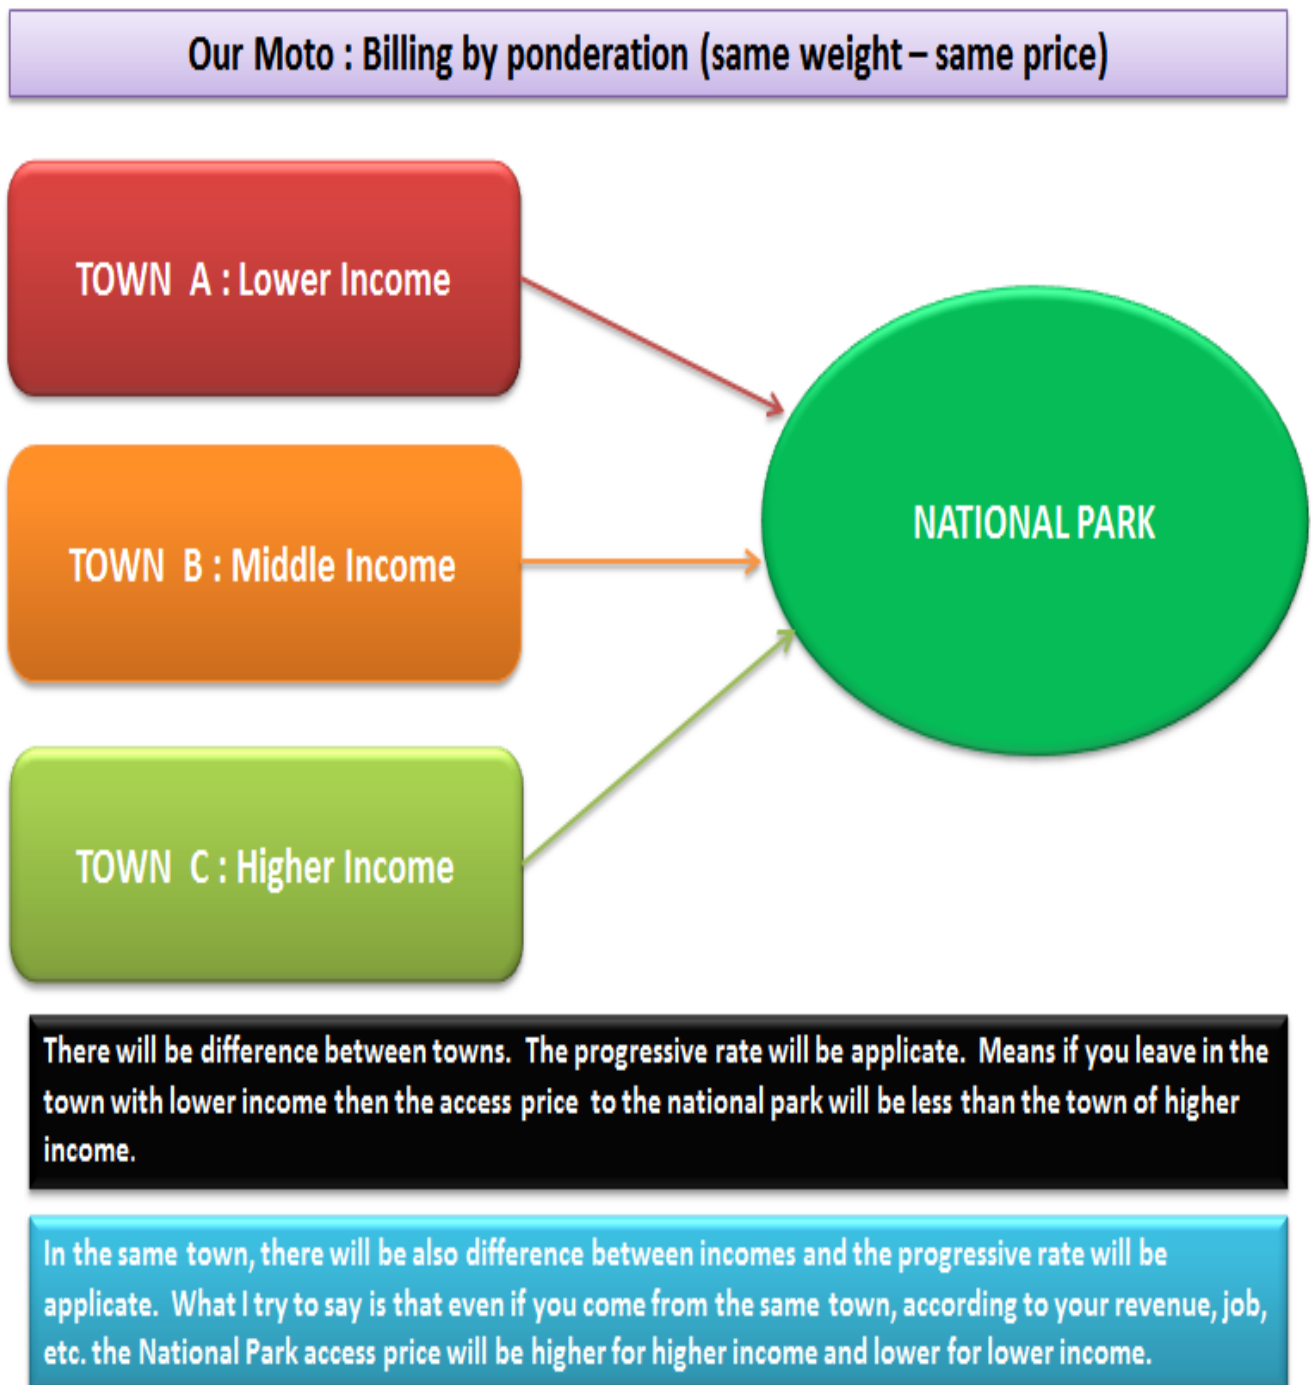 Our Moto : Billing by ponderation (same weight – same price)
TOWN A : Lower Income
NATIONAL PARK
TOWN B : Middle Income
TOWN C : Higher Income
There will be difference between towns. The progressive rate will be applicate. Means if you leave in the
town with lower income then the access price to the national park will be less than the town of higher
income.
In the same town, there will be also difference between incomes and the progressive rate will be
applicate. What I try to say is that even if you come from the same town, according to your revenue, job,
etc. the National Park access price will be higher for higher income and lower for lower income.